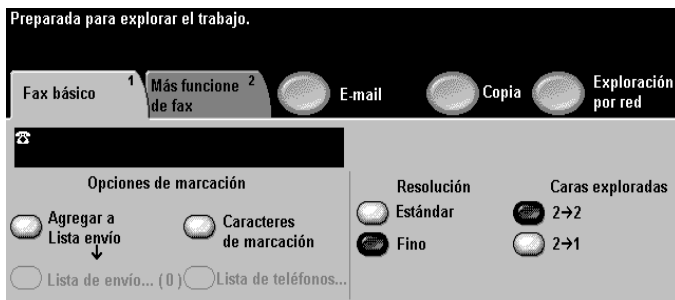 Preparada para explorar el trabajo.
Fax básico 1
Más funcione 2
de fax
E-mail
Copia
Exploración
por red
Opciones de marcación
Agregar a
Lista envío
Caracteres
de marcación
Lista de envío... (0)
Lista de teléfonos...
Resolución
Estándar
Fino
Caras exploradas
2→2
2→1